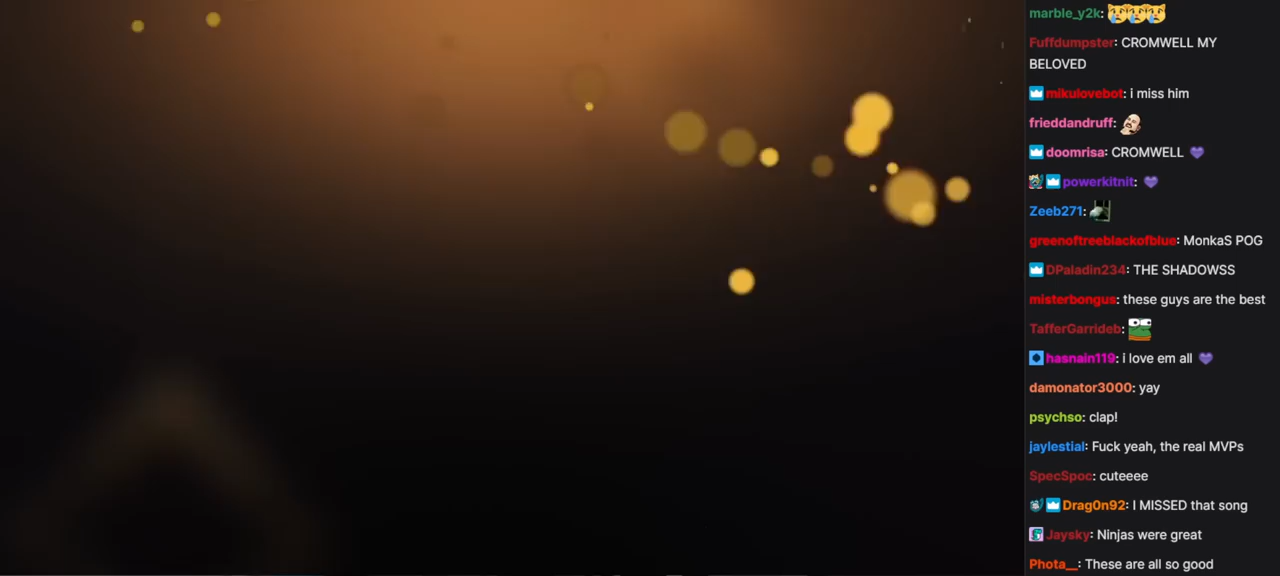 marble_y2k:
Fuffdumpster: CROMWELL MY
BELOVED
mikulovebot: i miss him
frieddandruff:
doomrisa: CROMWELL
powerkitnit:
Zeeb271:
greenoftreeblackofblue: MonkaS POG
DPaladin234: THE SHADOWSS
misterbongus: these guys are the best
TafferGarrideb:
hasnain119: i love em all
damonator3000: yay
psychso: clap!
jaylestial: Fuck yeah, the real MVPs
SpecSpoc: cuteeee
Drag0n92: I MISSED that song
Jaysky: Ninjas were great
Phota__: These are all so good